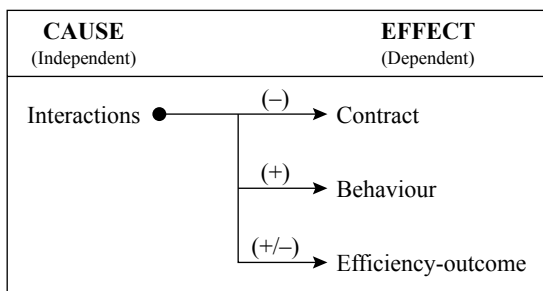 CAUSE EFFECT
(Independent) (Dependent)
Interactions (–) Contract
(+) Behaviour
(+/–) Efficiency-outcome